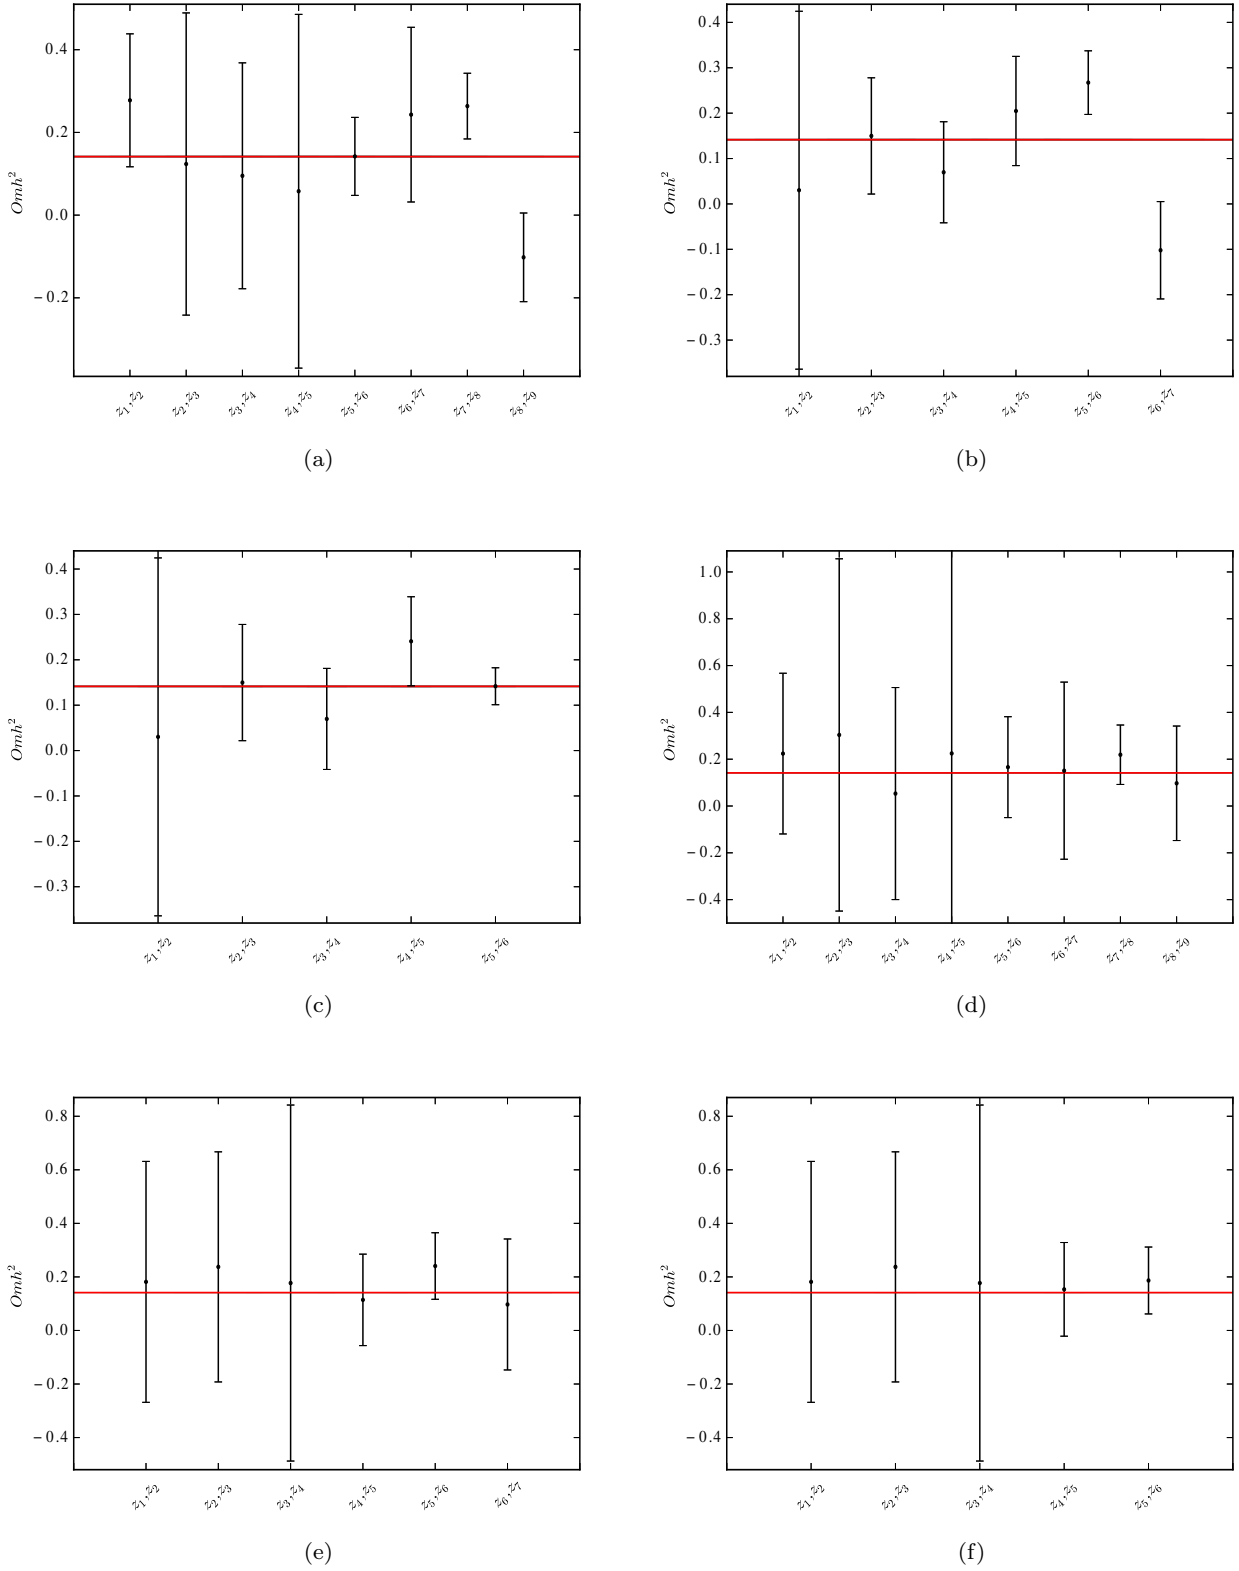 0.4
0.2
0.0
−0.2
Omh²
z₁,z₂ z₂,z₃ z₃,z₄ z₄,z₅ z₅,z₆ z₆,z₇ z₇,z₈ z₈,z₉
(a)
0.4
0.3
0.2
0.1
0.0
−0.1
−0.2
−0.3
Omh²
z₁,z₂ z₂,z₃ z₃,z₄ z₄,z₅ z₅,z₆ z₆,z₇
(b)
0.4
0.3
0.2
0.1
0.0
−0.1
−0.2
−0.3
Omh²
z₁,z₂ z₂,z₃ z₃,z₄ z₄,z₅ z₅,z₆
(c)
1.0
0.8
0.6
0.4
0.2
0.0
−0.2
−0.4
Omh²
z₁,z₂ z₂,z₃ z₃,z₄ z₄,z₅ z₅,z₆ z₆,z₇ z₇,z₈ z₈,z₉
(d)
0.8
0.6
0.4
0.2
0.0
−0.2
−0.4
Omh²
z₁,z₂ z₂,z₃ z₃,z₄ z₄,z₅ z₅,z₆ z₆,z₇
(e)
0.8
0.6
0.4
0.2
0.0
−0.2
−0.4
Omh²
z₁,z₂ z₂,z₃ z₃,z₄ z₄,z₅ z₅,z₆
(f)